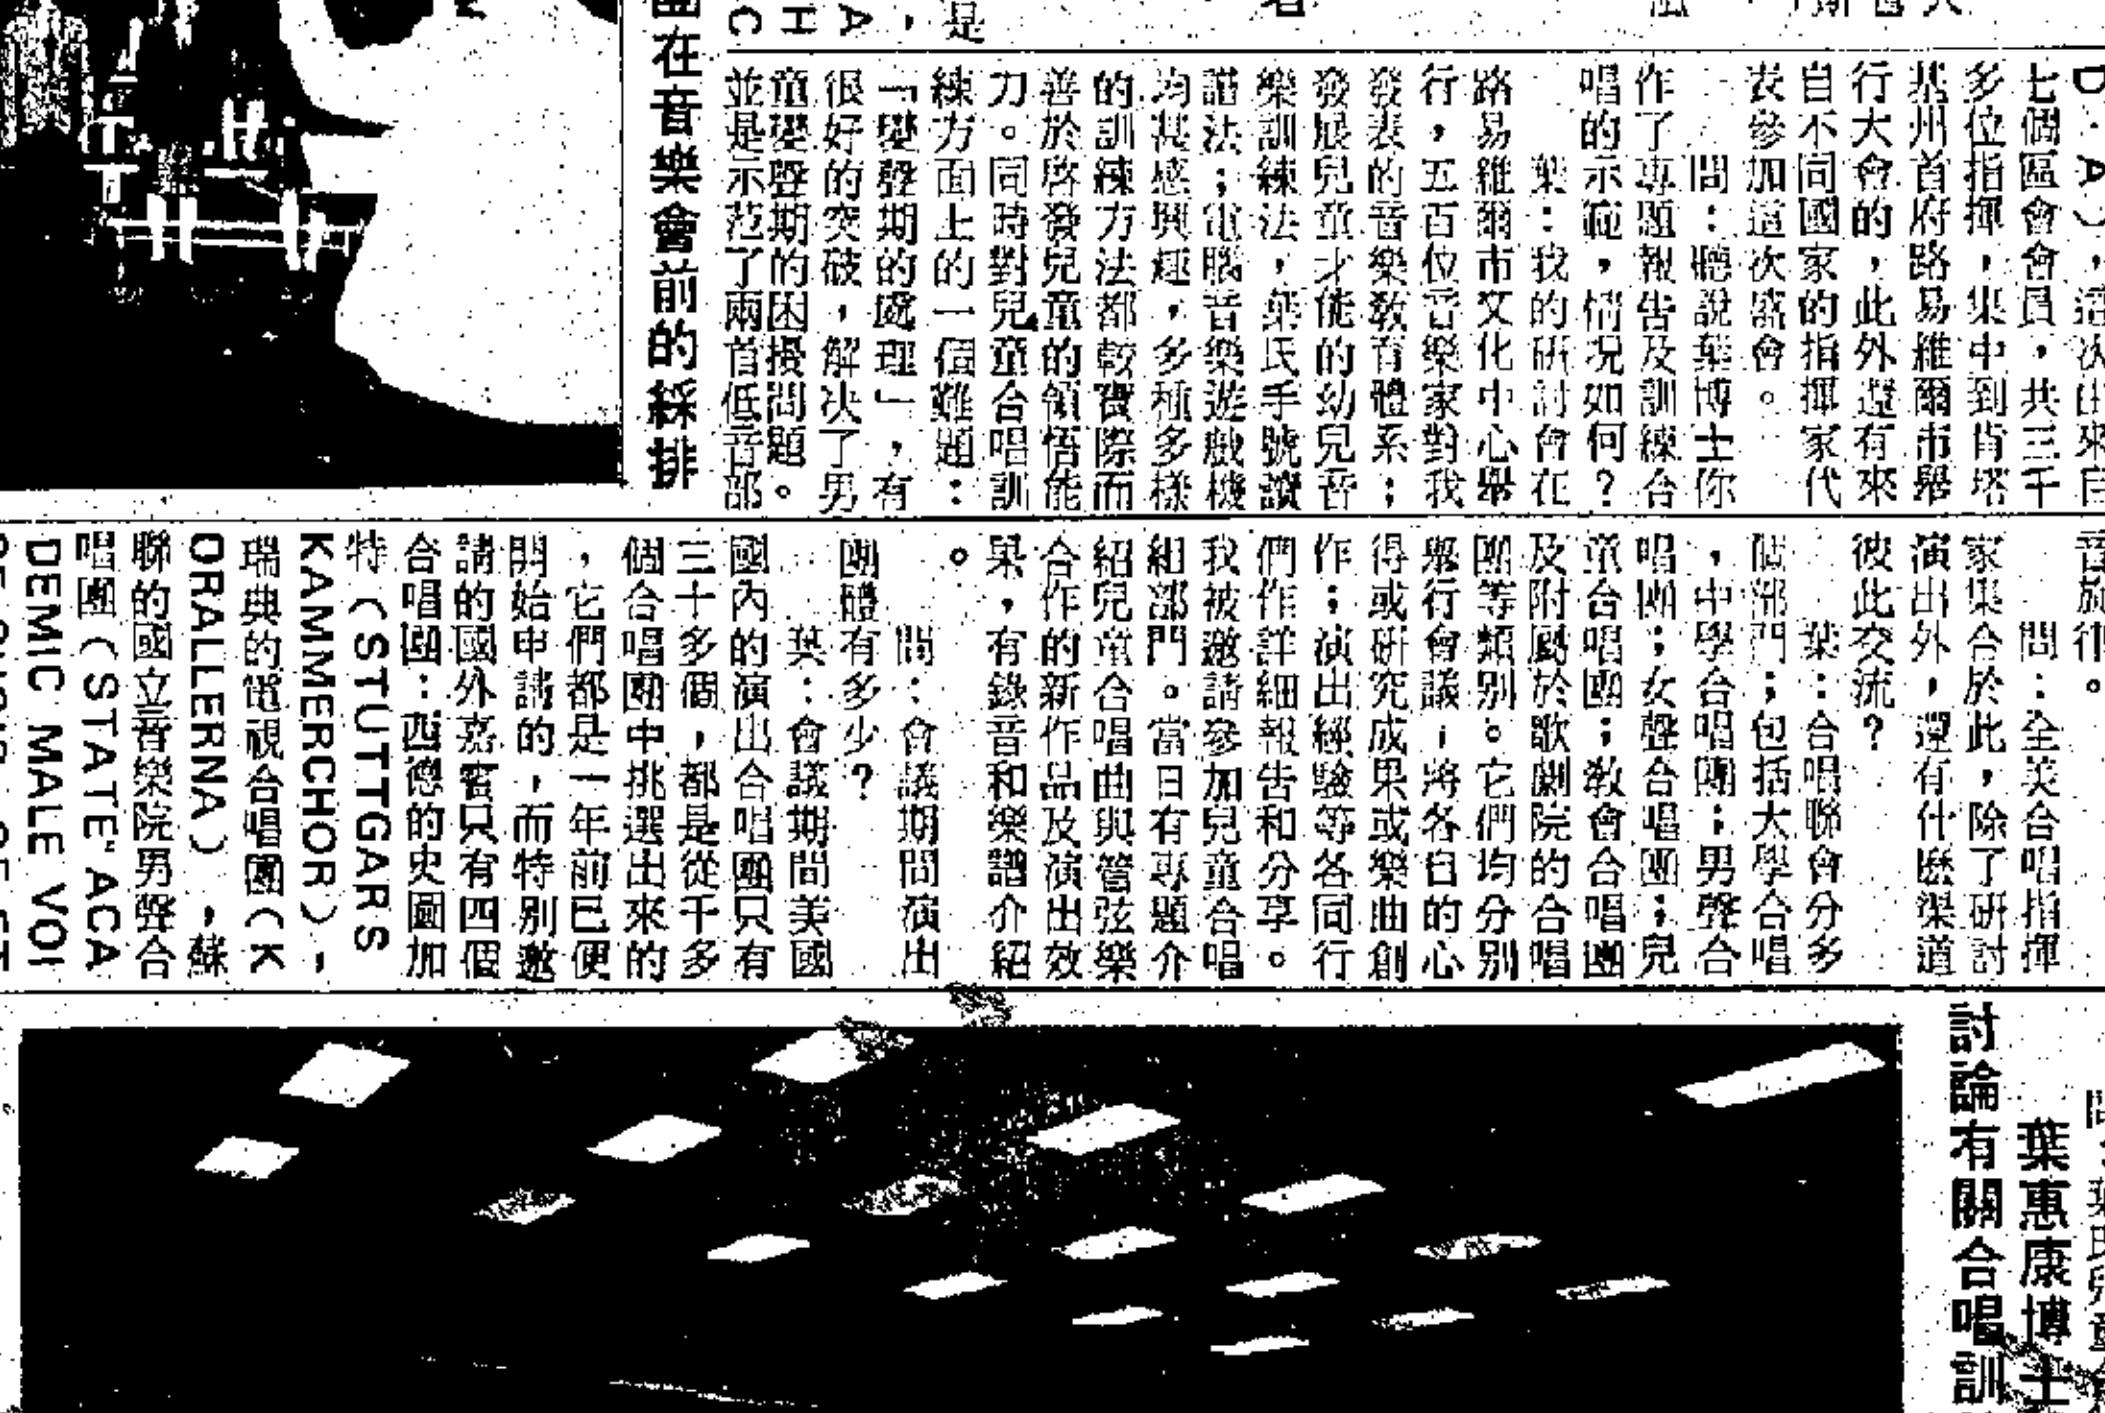 D．A），這次由來自
七個區會會員，共三千
多位指揮，集中到肯塔
基州首府路易維爾市舉
行大會的，此外還有來
自不同國家的指揮家代
表參加這次盛會。
問：聽說葉博士你
作了專題報告及訓練合
唱的示範，情況如何？
葉：我的研討會在
路易維爾市文化中心舉
行，五百位音樂家對我
發表的音樂教育體系；
發展兒童才能的幼兒音
樂訓練法，葉氏手號讀
譜法；電腦音樂遊戲機
均甚感興趣，多種多樣
的訓練方法都較實際而
善於啓發兒童的領悟能
力。同時對兒童合唱訓
練方面上的一個難題：
「變聲期的處理」，有
很好的突破，解决了男
童變聲期的困擾問題。
並是示范了兩首低音部
音旋律。
問：全美合唱指揮
家集合於此，除了研討
演出外，還有什麽渠道
彼此交流？
葉：合唱聯會分多
個部門；包括大學合唱
，中學合唱團；男聲合
唱團；女聲合唱團；兒
童合唱團；教會合唱團
及附屬於歌劇院的合唱
團等類別。它們均分別
舉行會議；將各自的心
得或研究成果或樂曲創
作；演出經驗等各同行
們作詳細報告和分享。
我被邀請參加兒童合唱
組部門。當日有專題介
紹兒童合唱曲與管弦樂
合作的新作品及演出效
果，有錄音和樂譜介紹
。
問：會議期間演出
團體有多少？
葉：會議期間美國
國內的演出合唱團只有
三十多個，都是從千多
個合唱團中挑選出來的
，它們都是一年前已便
開始申請的，而特別邀
請的國外嘉賓只有四個
合唱團：西德的史圖加
特（STUTTGARS
KAMMERCHOR），
瑞典的電視合唱團（K
ORALLERNA），蘇
聯的國立音樂院男聲合
唱團（STATE ACA
DEMIC MALE VOI
在音樂會前的綵排
葉惠康博士
討論有關合唱訓